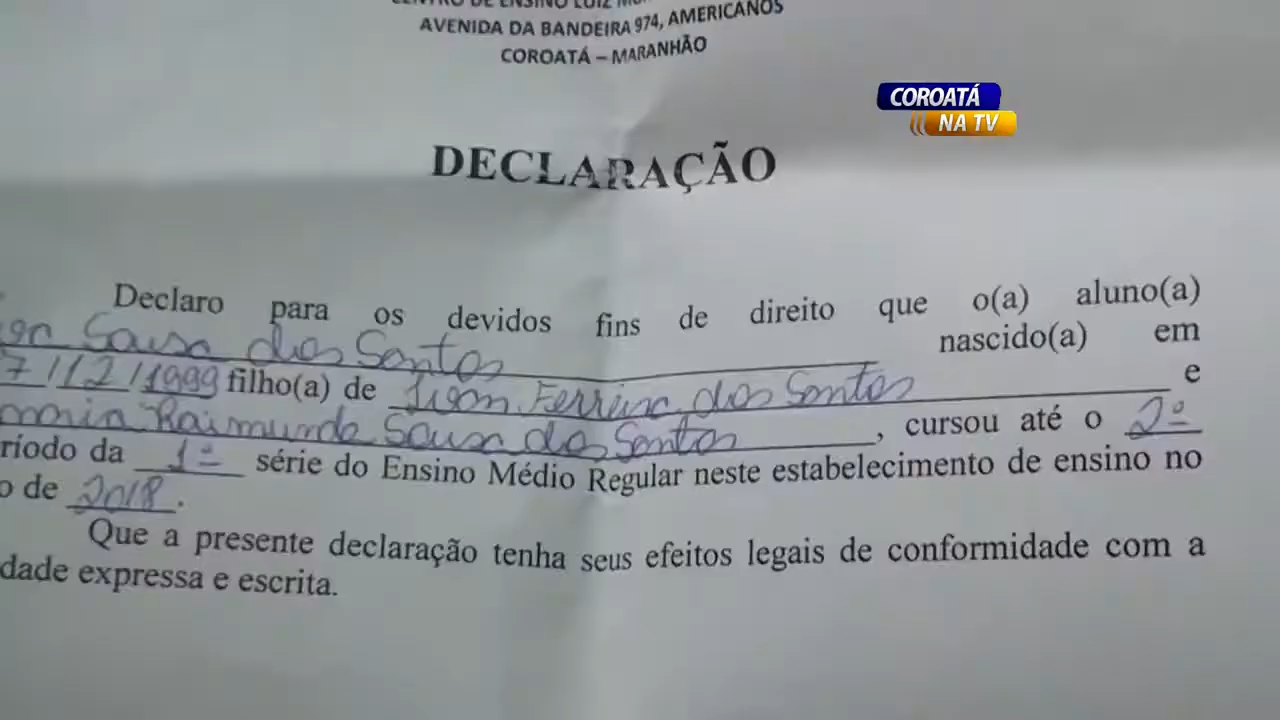 AVENIDA DA BANDEIRA 974, AMERICANOS
COROATÁ – MARANHÃO
COROATÁ
NA TV
DECLARAÇÃO
Declaro para os devidos fins de direito que o(a) aluno(a)
Sousa dos Santos nascido(a) em
7/12/1999 filho(a) de Ferreira dos Santos e
Raimunda Sousa dos Santos, cursou até o 2º
ríodo da 1ª série do Ensino Médio Regular neste estabelecimento de ensino no
o de 2018.
Que a presente declaração tenha seus efeitos legais de conformidade com a
dade expressa e escrita.